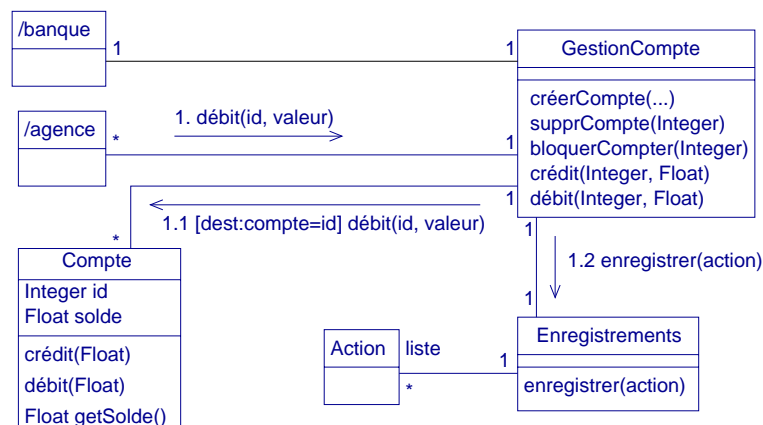 /banque
1
1
GestionCompte
créerCompte(...)
supprCompte(Integer)
bloquerCompter(Integer)
crédit(Integer, Float)
débit(Integer, Float)
/agence
*
1. débit(id, valeur)
1
1
1.1 [dest:compte=id] débit(id, valeur)
*
Compte
Integer id
Float solde
crédit(Float)
débit(Float)
Float getSolde()
1
1.2 enregistrer(action)
1
Enregistrements
enregistrer(action)
Action
liste
1
*